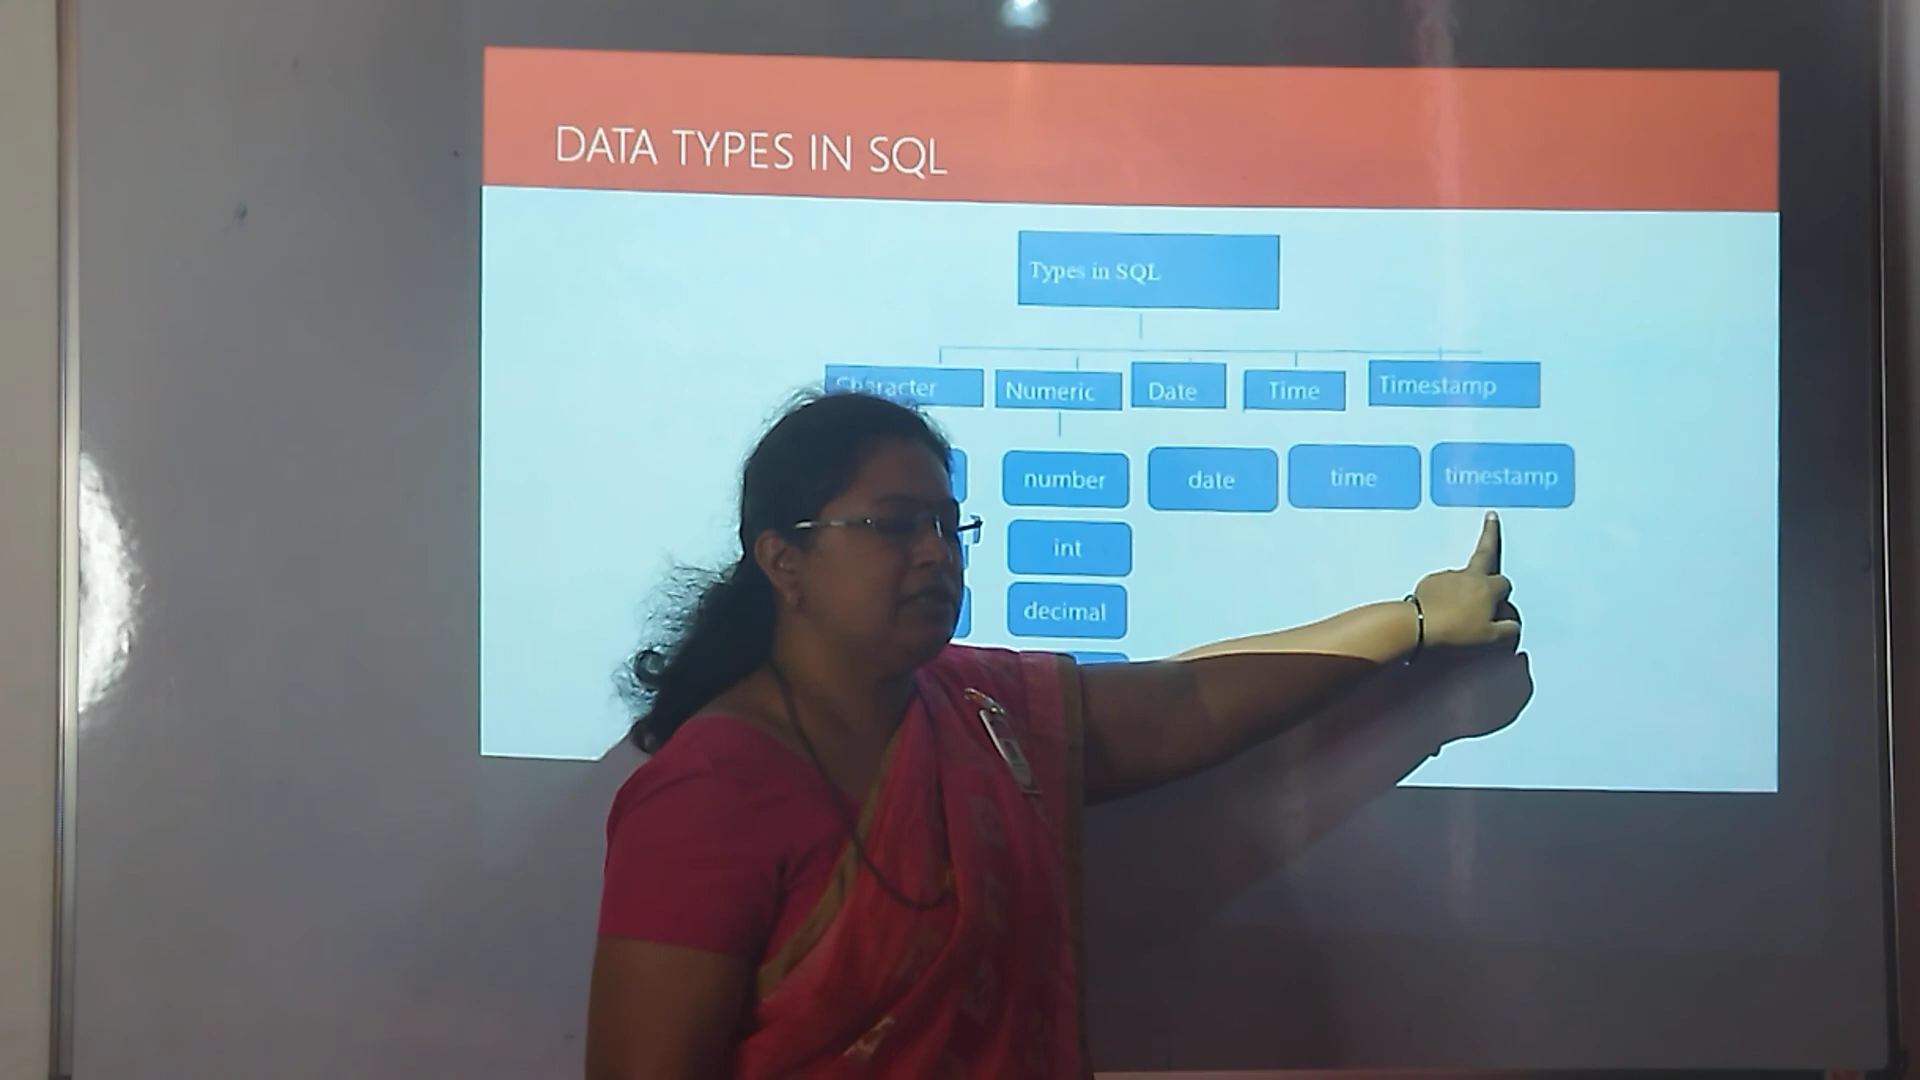 DATA TYPES IN SQL
Types in SQL
Character
Numeric
Date
Time
Timestamp
number
date
time
timestamp
int
decimal